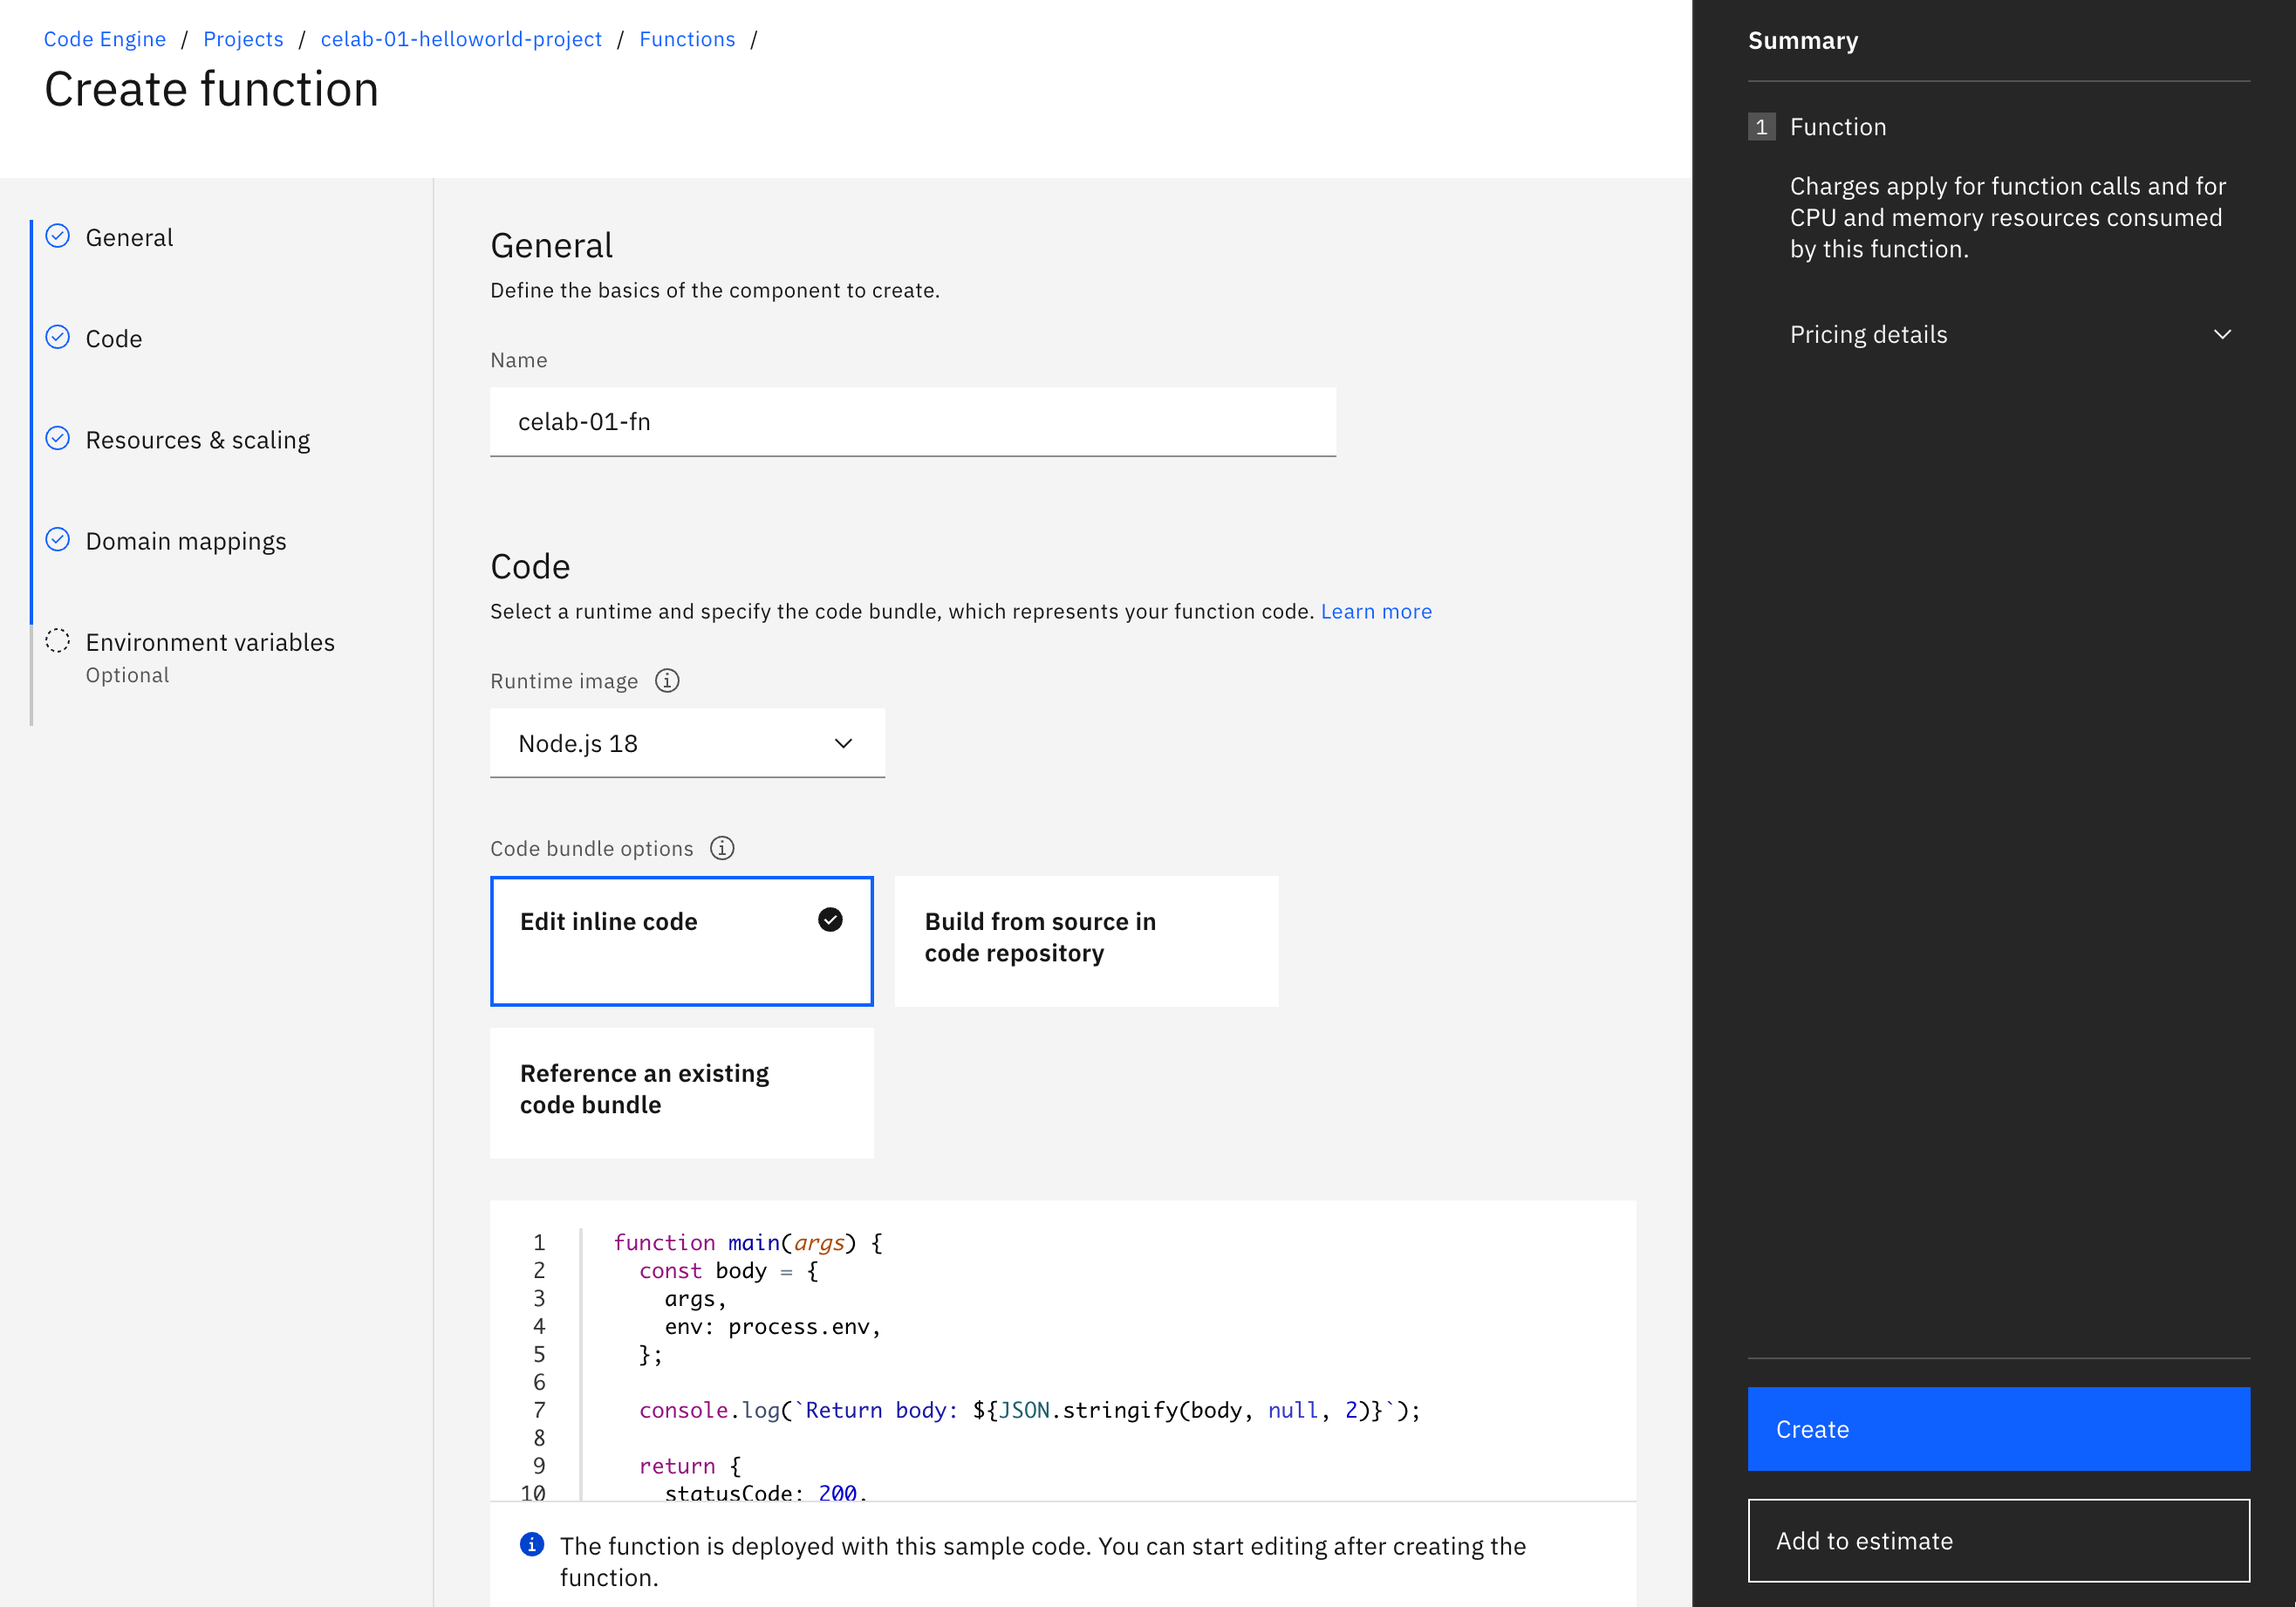 Code Engine / Projects / celab-01-helloworld-project / Functions /
Create function
General
Code
Resources & scaling
Domain mappings
Environment variables
Optional
General
Define the basics of the component to create.
Name
celab-01-fn
Code
Select a runtime and specify the code bundle, which represents your function code. Learn more
Runtime image
Node.js 18
Code bundle options
Edit inline code
Build from source in
code repository
Reference an existing
code bundle
1 function main(args) {
2 const body = {
3 args,
4 env: process.env,
5 };
6
7 console.log(`Return body: ${JSON.stringify(body, null, 2)}`);
8
9 return {
10 statusCode: 200,
The function is deployed with this sample code. You can start editing after creating the
function.
Summary
1 Function
Charges apply for function calls and for
CPU and memory resources consumed
by this function.
Pricing details
Create
Add to estimate